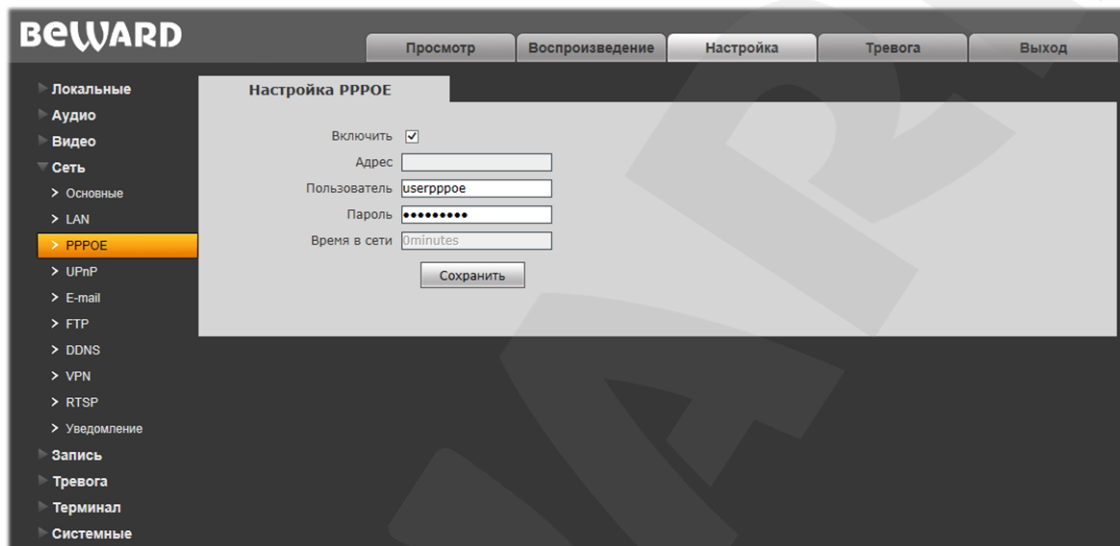 BEWARD
Просмотр Воспроизведение Настройка Тревога Выход
Локальные
Аудио
Видео
Сеть
> Основные
> LAN
> PPPOE
> UPnP
> E-mail
> FTP
> DDNS
> VPN
> RTSP
> Уведомление
Запись
Тревога
Терминал
Системные
Настройка PPPOE
Включить
Адрес
Пользователь userpppoe
Пароль •••••••••
Время в сети 0minutes
Сохранить